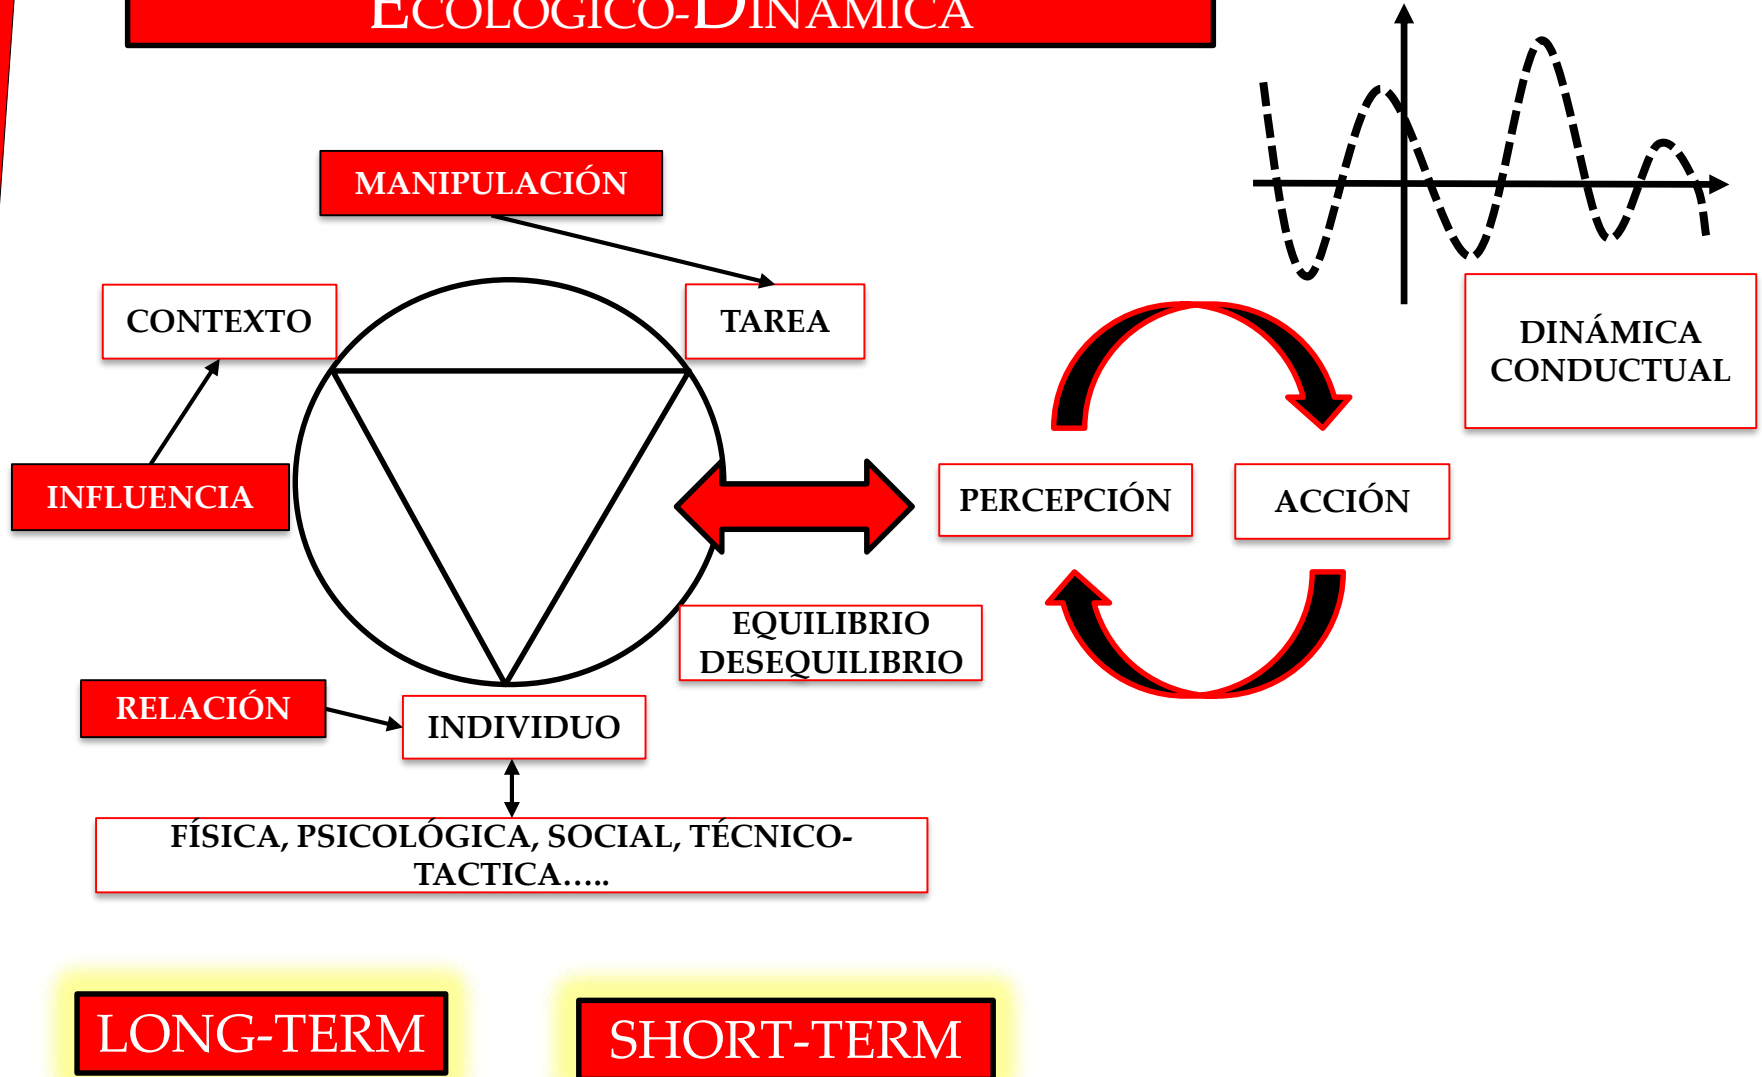 ECOLÓGICO-DINÁMICA
MANIPULACIÓN
CONTEXTO
TAREA
DINÁMICA
CONDUCTUAL
INFLUENCIA
PERCEPCIÓN
ACCIÓN
EQUILIBRIO
DESEQUILIBRIO
RELACIÓN
INDIVIDUO
FÍSICA, PSICOLÓGICA, SOCIAL, TÉCNICO-
TACTICA.....
LONG-TERM
SHORT-TERM